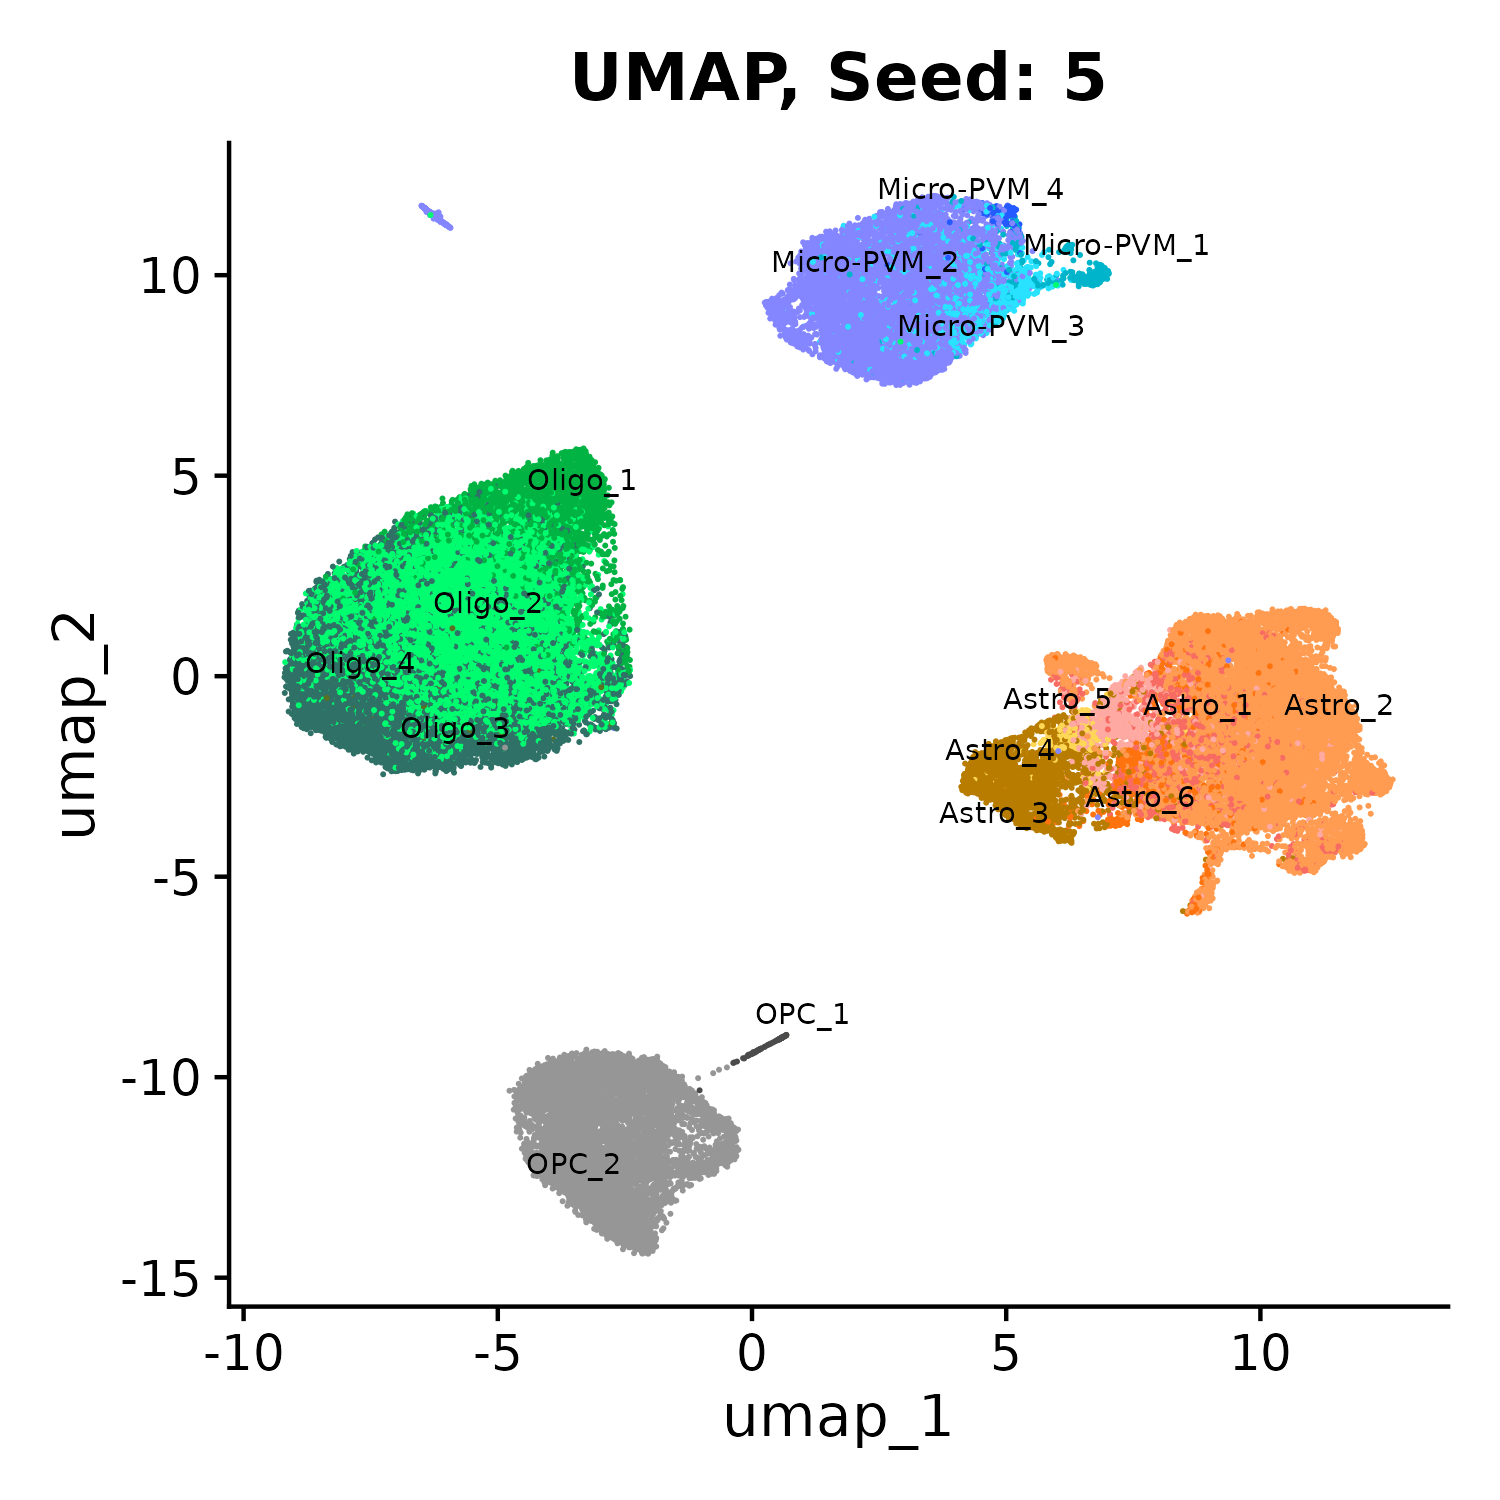 UMAP, Seed: 5
Micro-PVM_4
Micro-PVM_1
Micro-PVM_2
Micro-PVM_3
Oligo_1
Oligo_2
Oligo_4
Oligo_3
Astro_5
Astro_1
Astro_2
Astro_4
Astro_6
Astro_3
OPC_1
OPC_2
10
5
0
-5
-10
-15
umap_2
-10
-5
0
5
10
umap_1